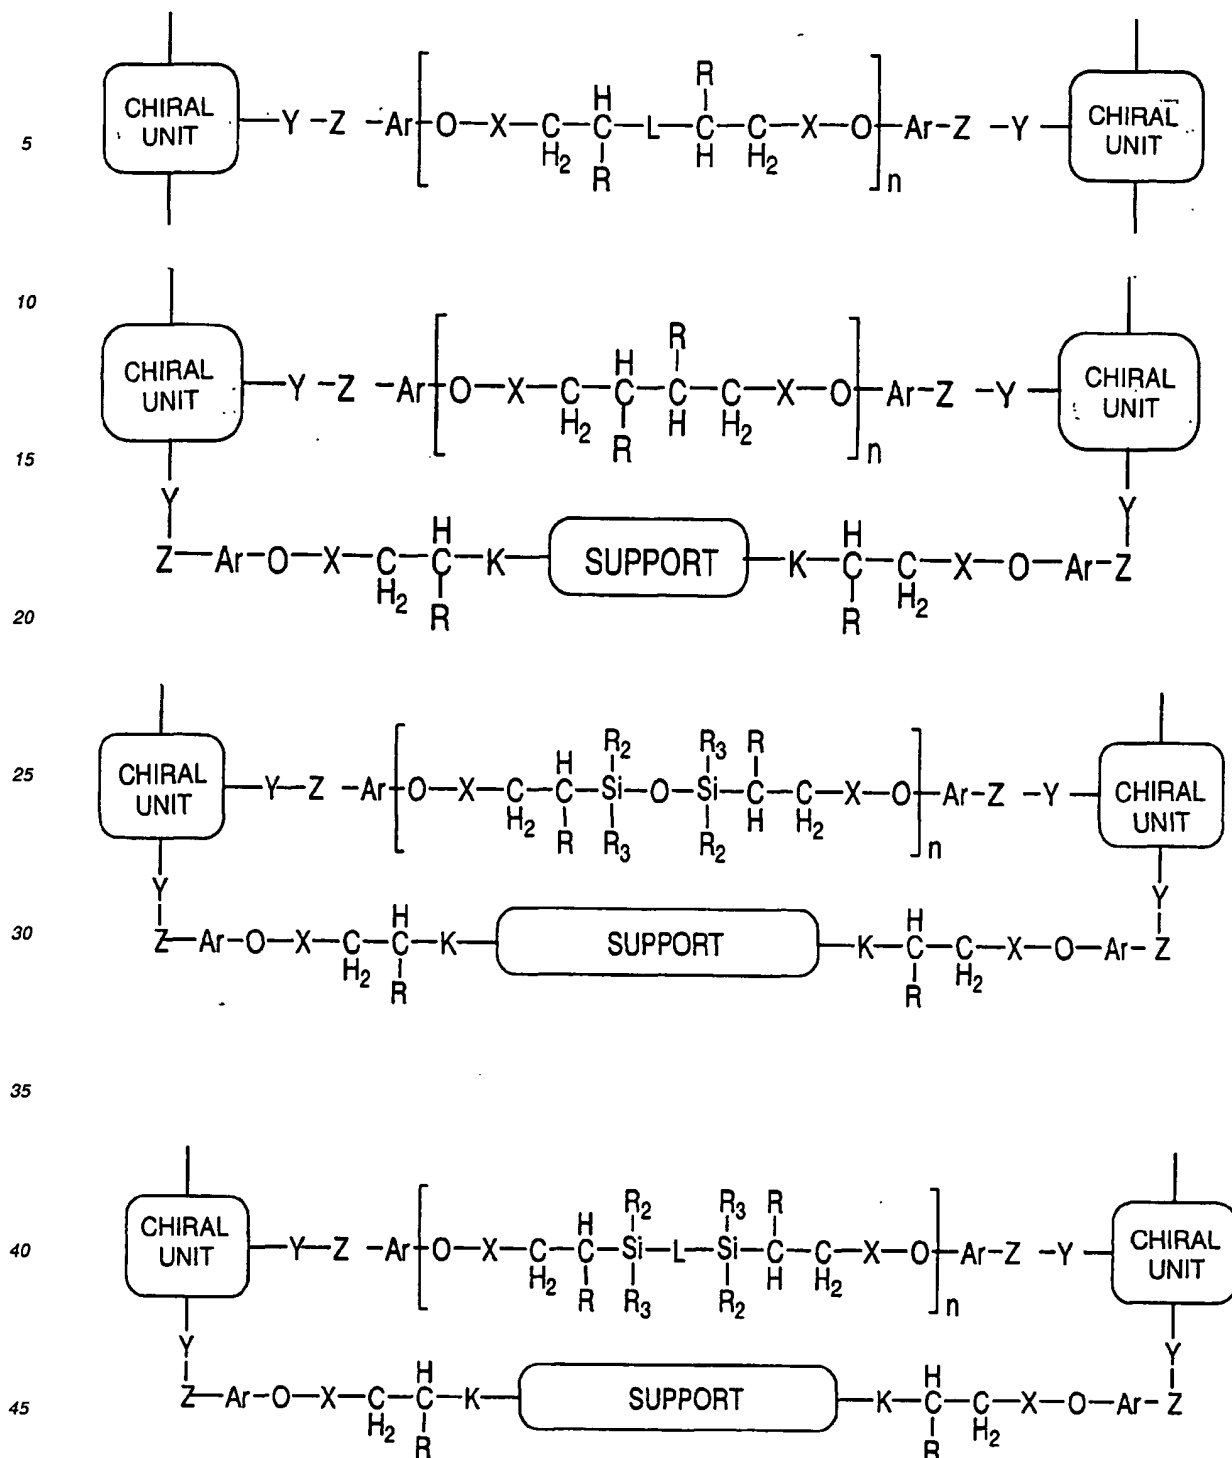 R
CHIRAL UNIT —Y—Z—Ar[O—X—C—C—L—C—C—X—O]Ar—Z—Y— CHIRAL UNIT
H
H₂
R
H
H₂
n
5
10
R
CHIRAL UNIT —Y—Z—Ar[O—X—C—C—C—C—X—O]Ar—Z—Y— CHIRAL UNIT
H
H₂
R
H
H₂
n
15
Y
Y
H
H
Z—Ar—O—X—C—C—K— SUPPORT —K—C—C—X—O—Ar—Z
H₂
R
R
H₂
20
R₂
R₃
R
H
25
CHIRAL UNIT —Y—Z—Ar[O—X—C—C—Si—O—Si—C—C—X—O]Ar—Z—Y— CHIRAL UNIT
H₂
R
R₃
R₂
H
H₂
n
Y
Y
H
H
30
Z—Ar—O—X—C—C—K— SUPPORT —K—C—C—X—O—Ar—Z
H₂
R
R
H₂
35
R₂
R₃
R
H
40
CHIRAL UNIT —Y—Z—Ar[O—X—C—C—Si—L—Si—C—C—X—O]Ar—Z—Y— CHIRAL UNIT
H₂
R
R₃
R₂
H
H₂
n
Y
Y
H
H
45
Z—Ar—O—X—C—C—K— SUPPORT —K—C—C—X—O—Ar—Z
H₂
R
R
H₂